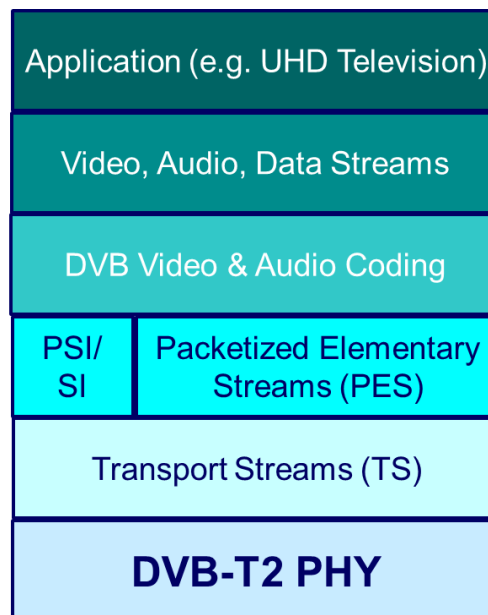 Application (e.g. UHD Television)
Video, Audio, Data Streams
DVB Video & Audio Coding
PSI/
SI
Packetized Elementary
Streams (PES)
Transport Streams (TS)
DVB-T2 PHY